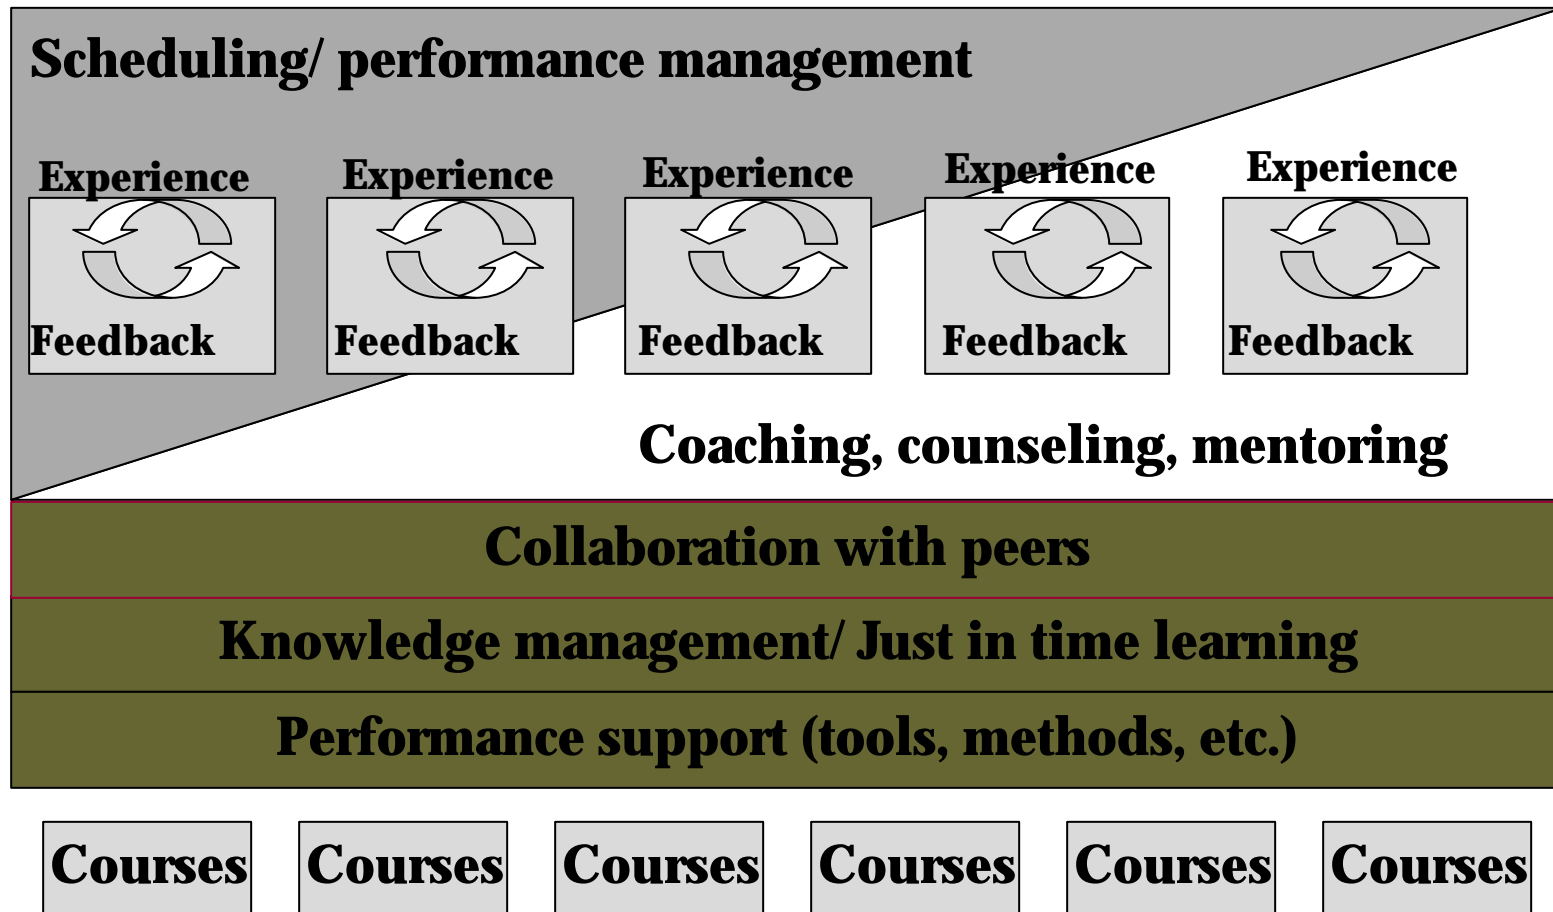 Scheduling/ performance management
Experience Experience Experience Experience Experience
Feedback Feedback Feedback Feedback Feedback
Coaching, counseling, mentoring
Collaboration with peers
Knowledge management/ Just in time learning
Performance support (tools, methods, etc.)
Courses Courses Courses Courses Courses Courses